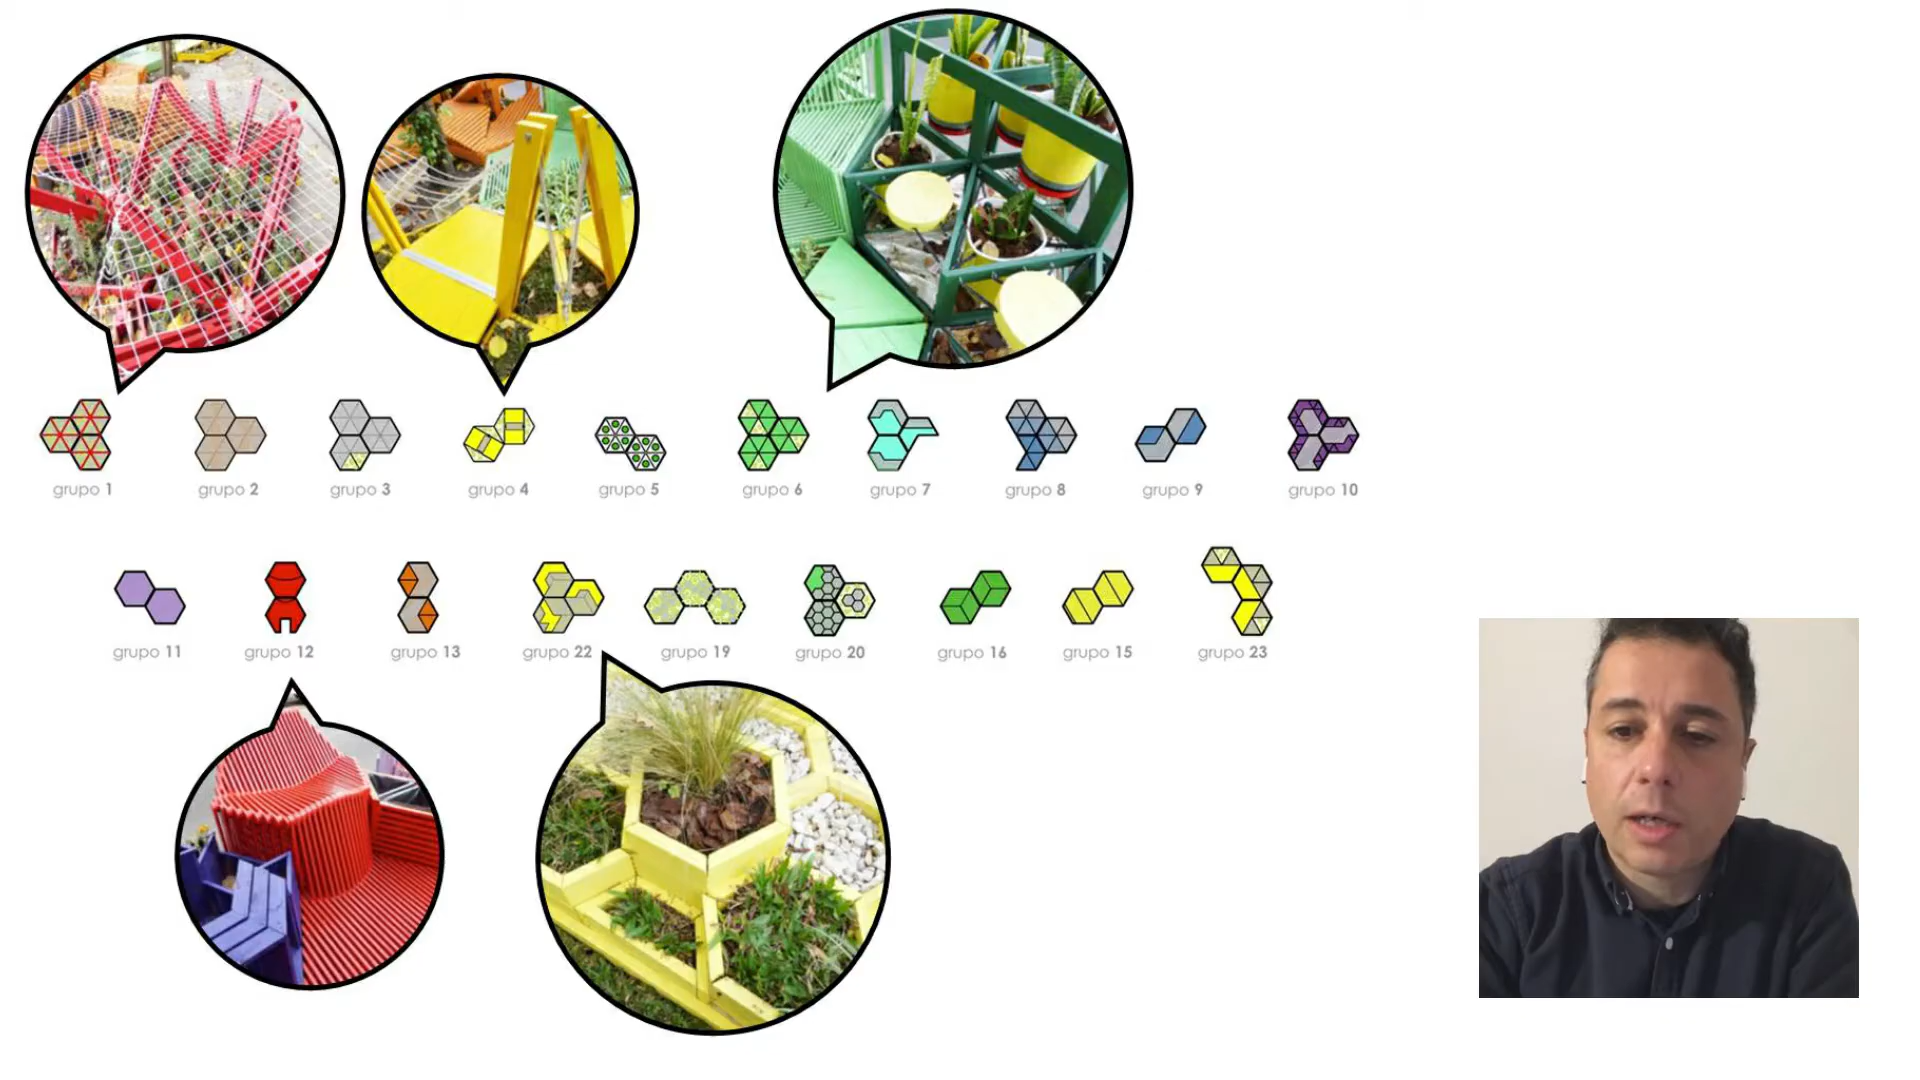 grupo 1
grupo 2
grupo 3
grupo 4
grupo 5
grupo 6
grupo 7
grupo 8
grupo 9
grupo 10
grupo 11
grupo 12
grupo 13
grupo 22
grupo 19
grupo 20
grupo 16
grupo 15
grupo 23